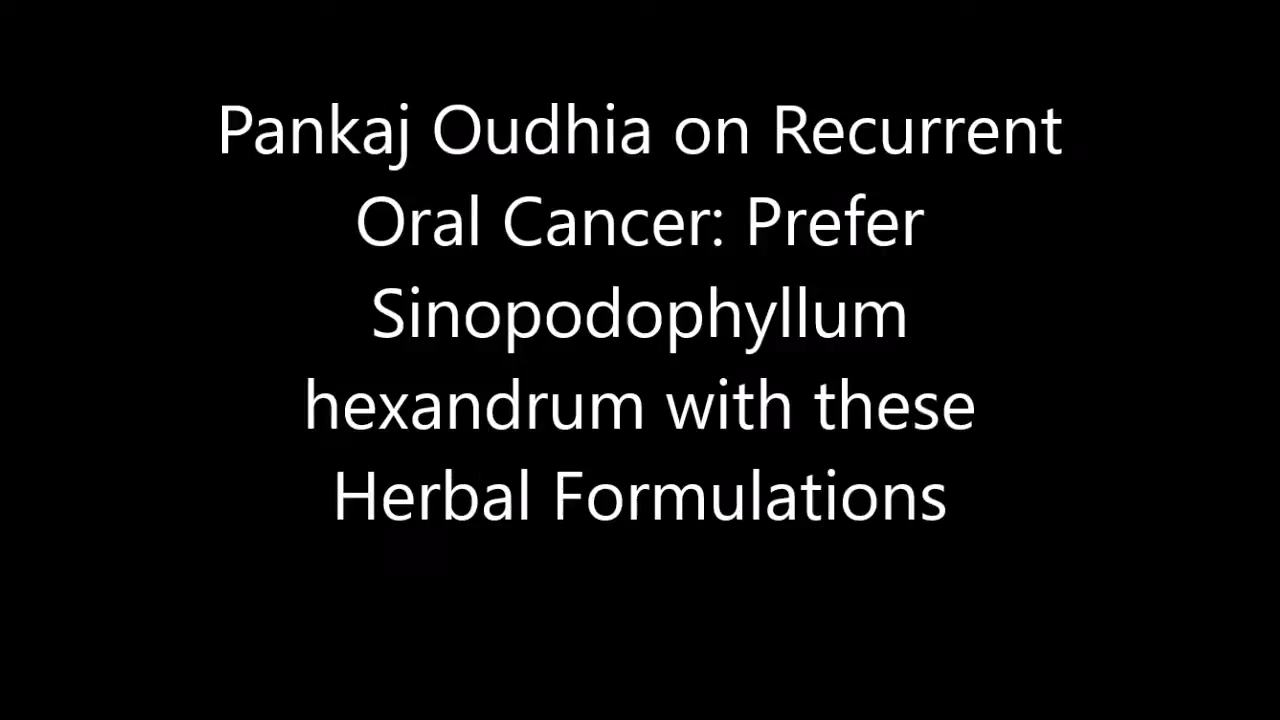 Pankaj Oudhia on Recurrent
Oral Cancer: Prefer
Sinopodophyllum
hexandrum with these
Herbal Formulations